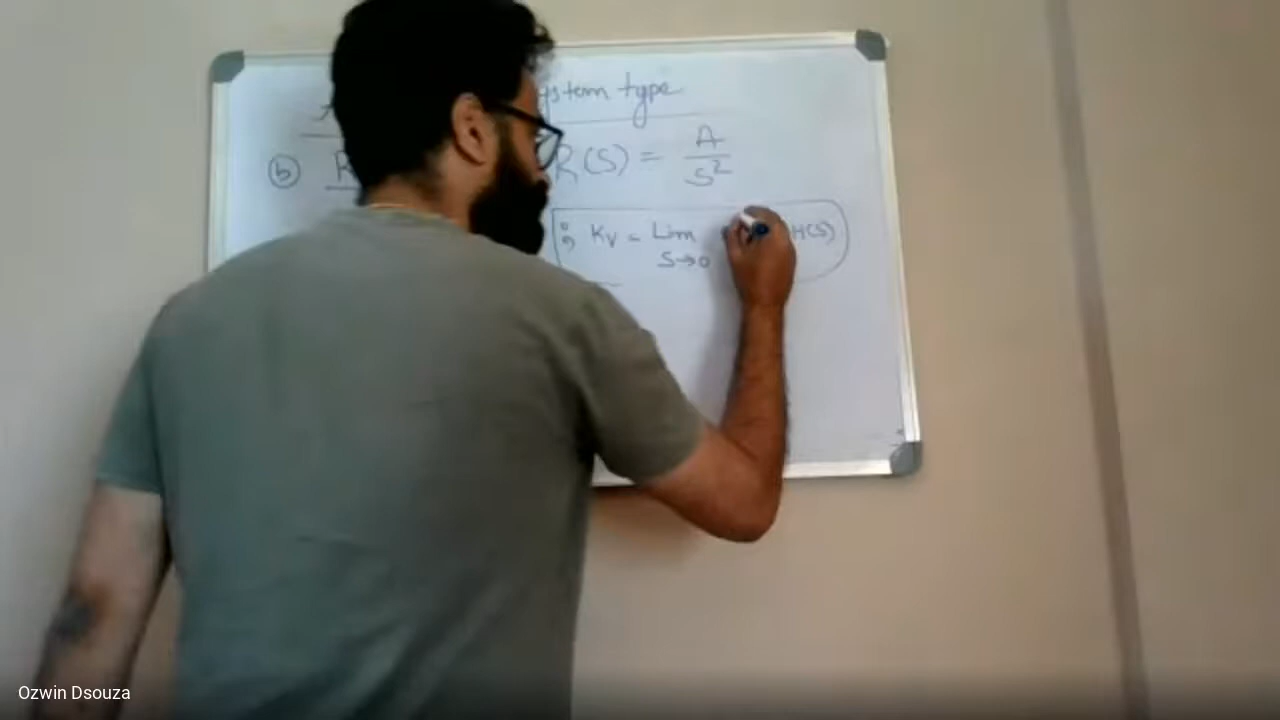 ystem type
(b) R R(S) = A/S²
; Kv = Lim H(S)
S→0
Ozwin Dsouza